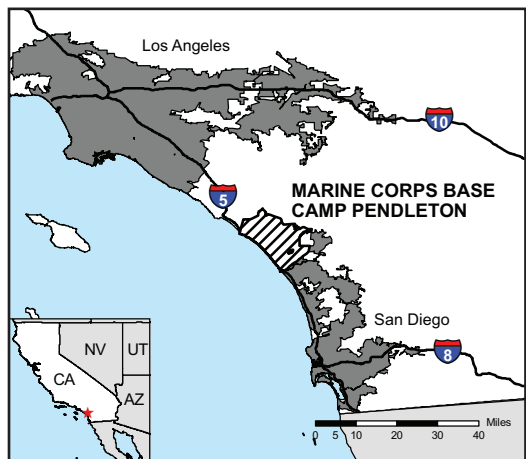 Los Angeles
10
5
MARINE CORPS BASE
CAMP PENDLETON
San Diego
8
NV
UT
CA
AZ
Miles
0 5 10 20 30 40